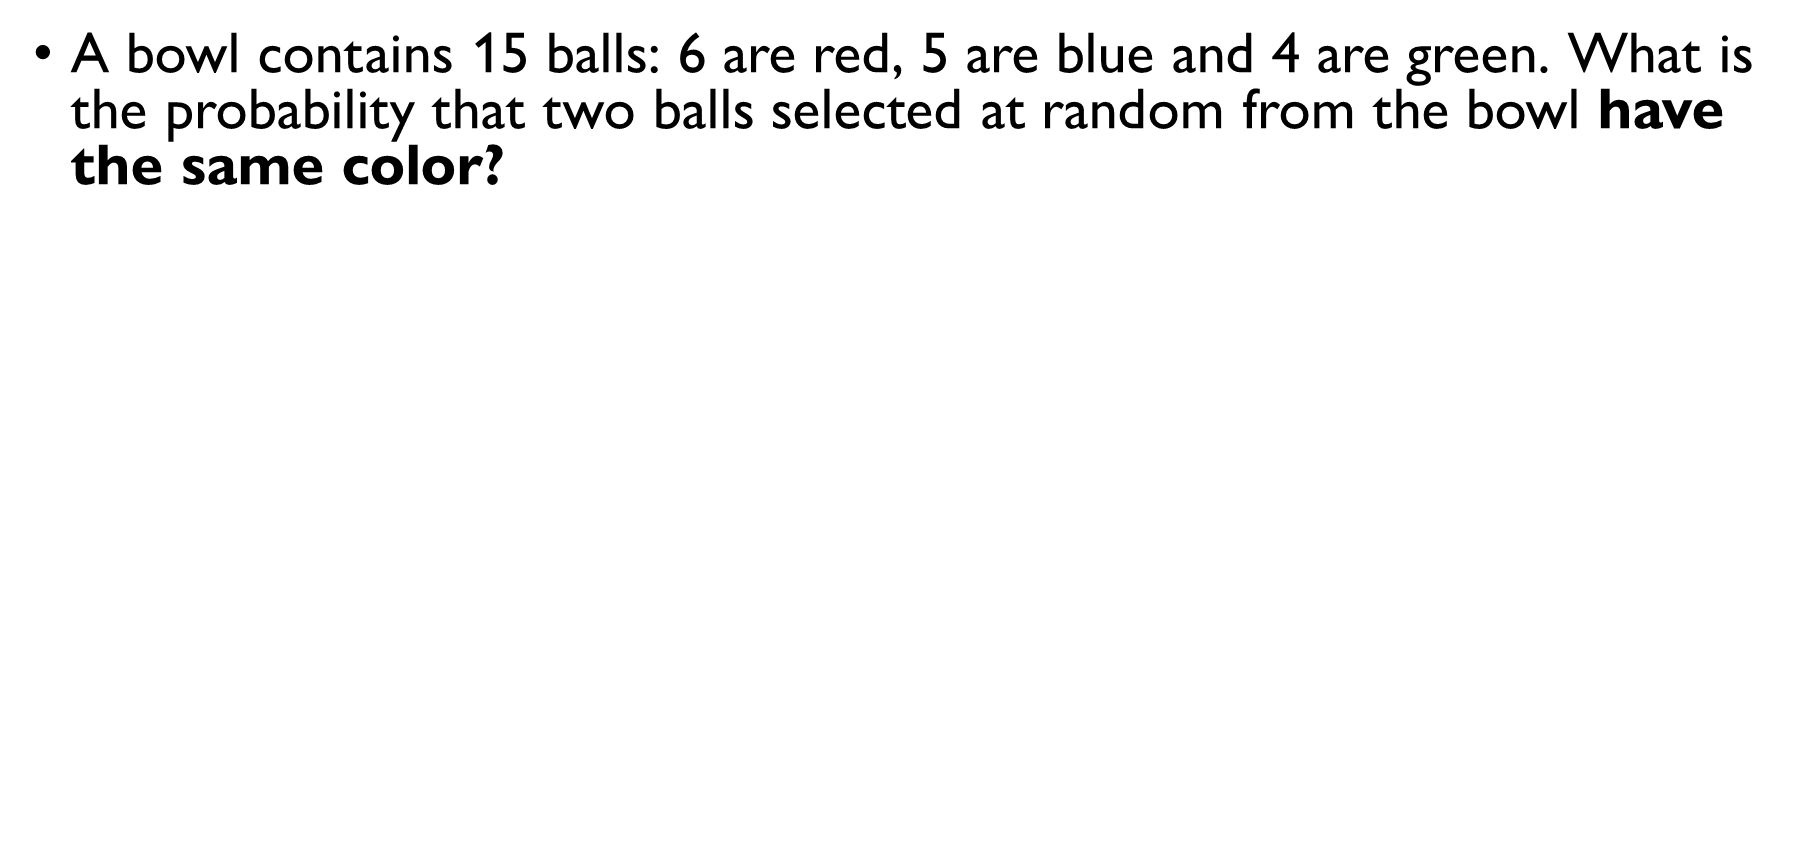 • A bowl contains 15 balls: 6 are red, 5 are blue and 4 are green. What is
the probability that two balls selected at random from the bowl have
the same color?